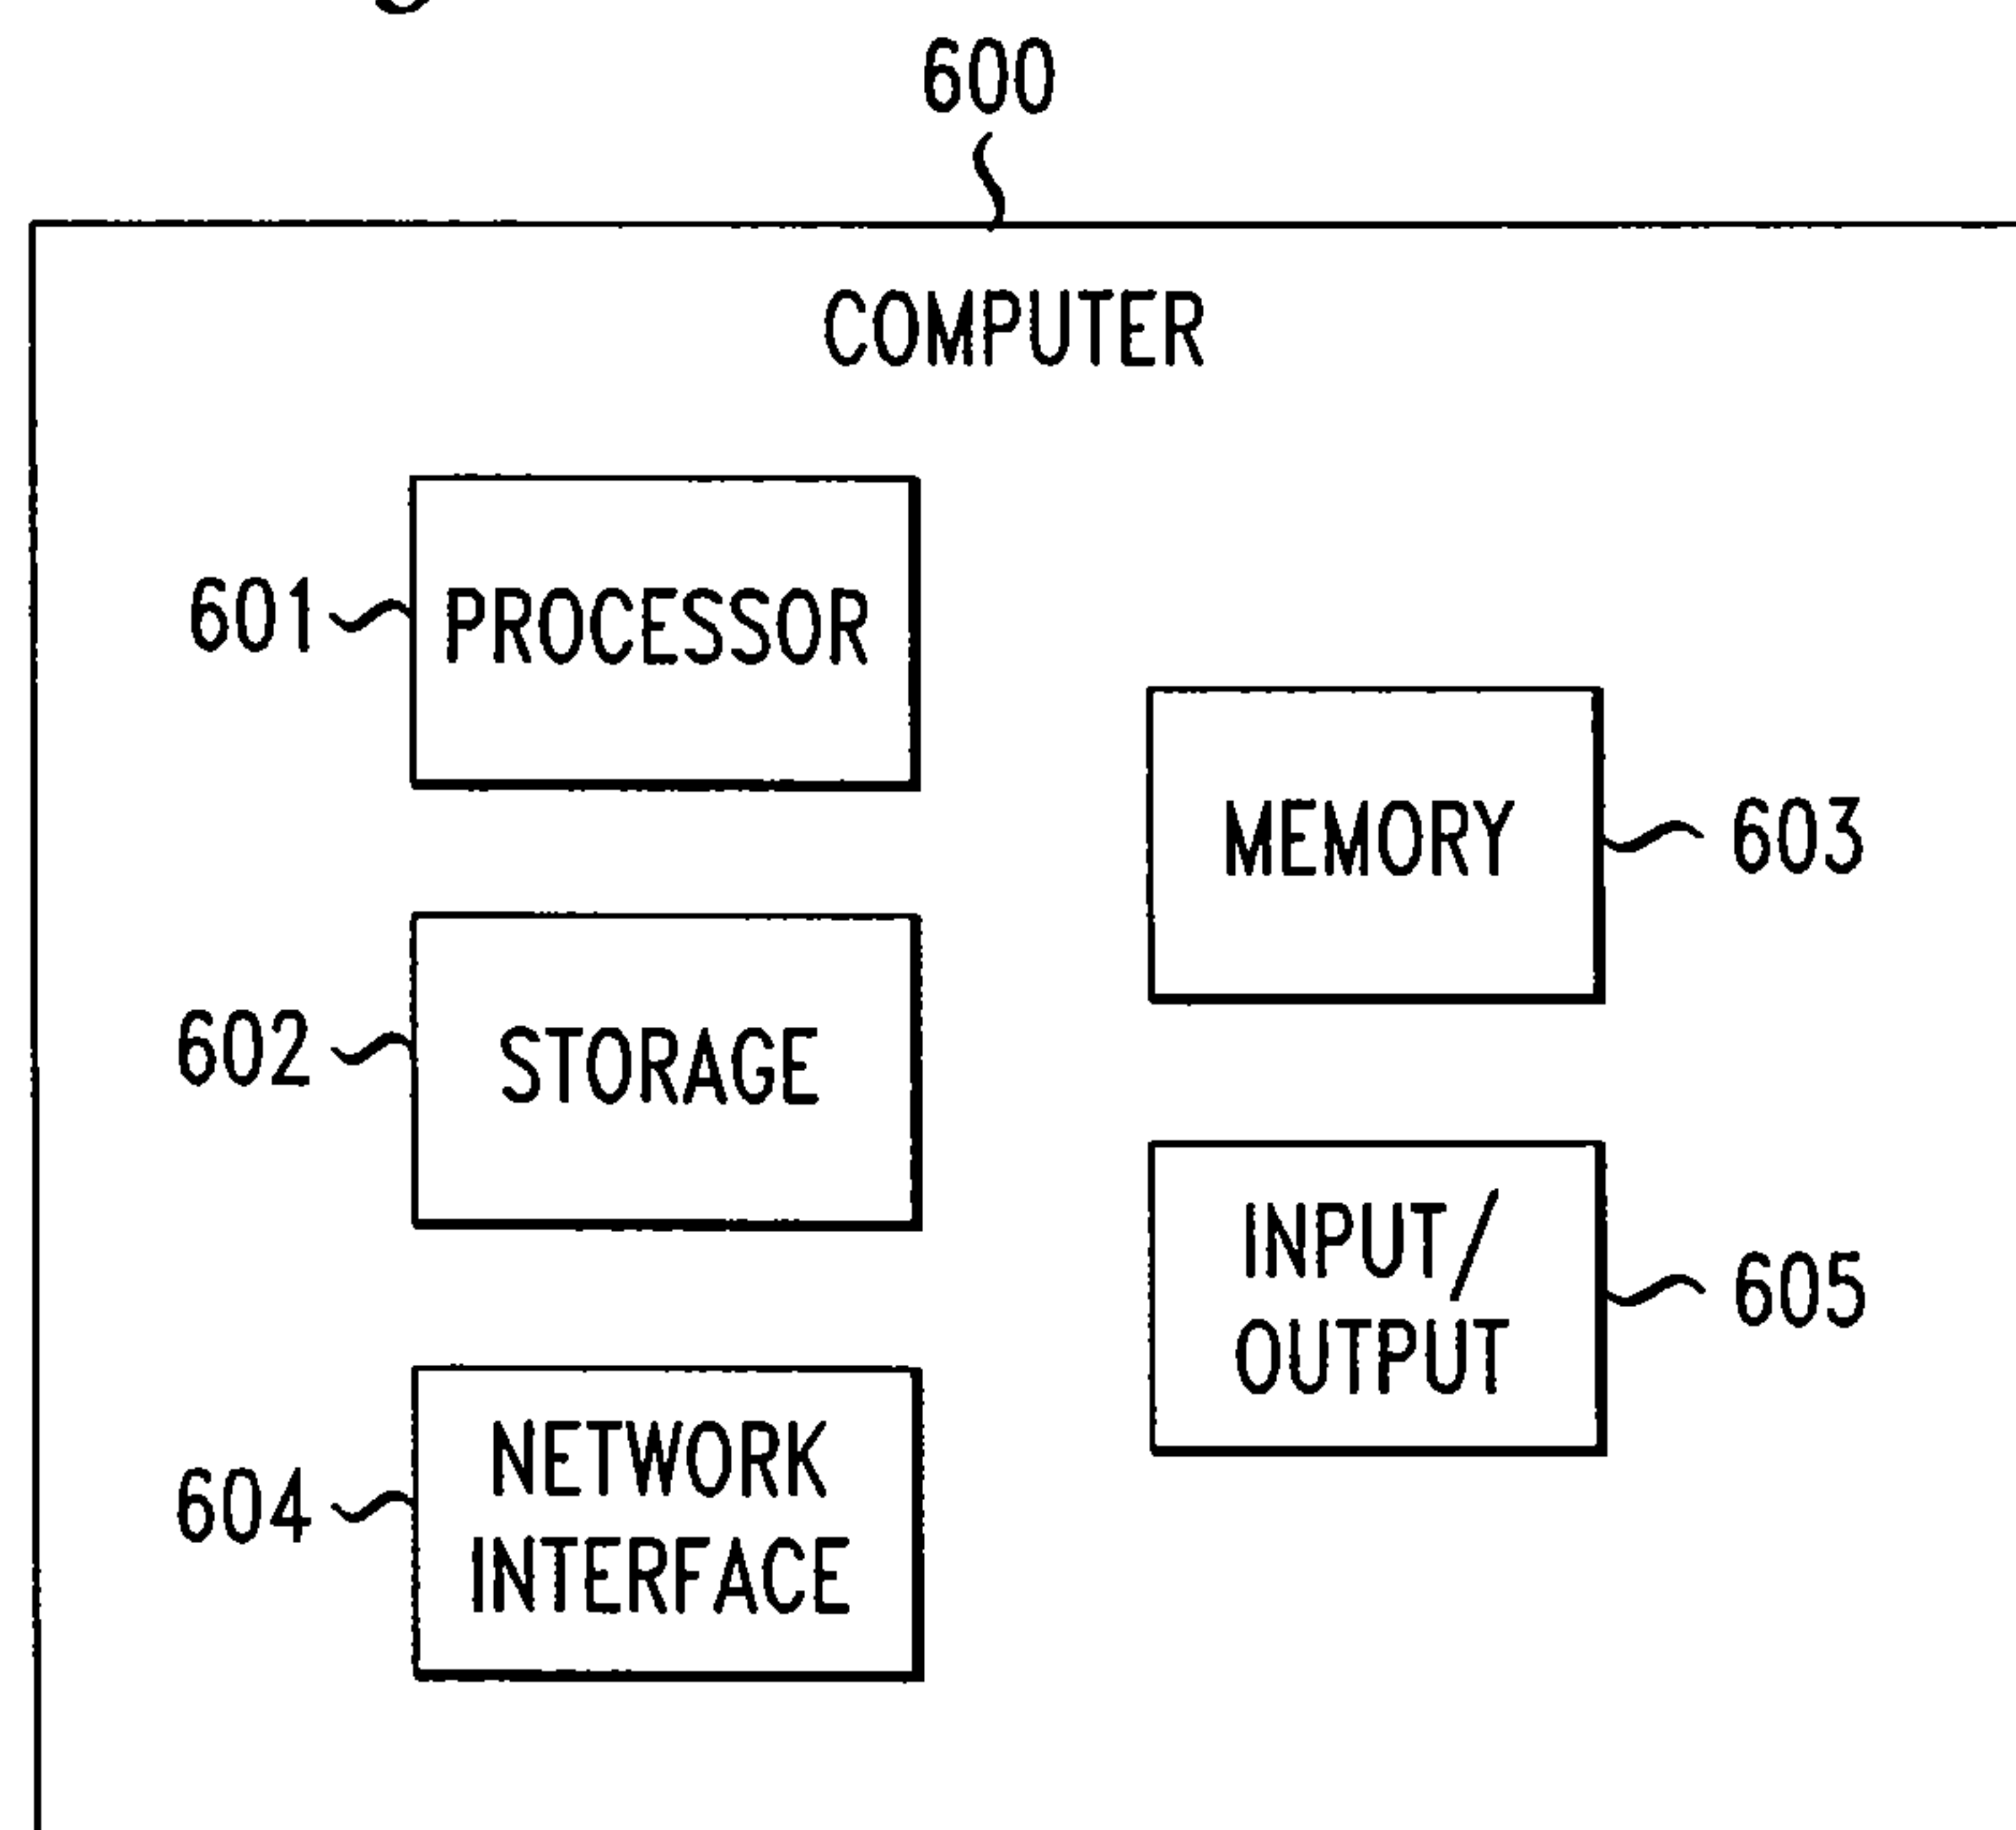 600
COMPUTER
601
PROCESSOR
MEMORY
603
602
STORAGE
INPUT/
OUTPUT
605
604
NETWORK
INTERFACE